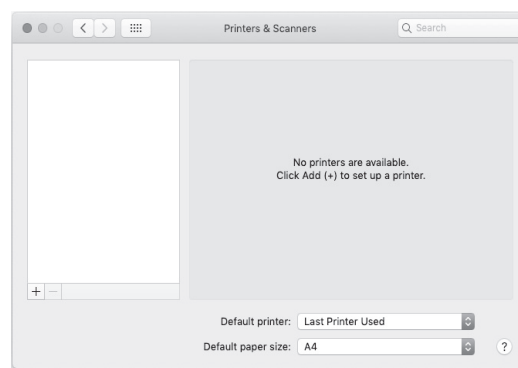 Printers & Scanners
Search
No printers are available.
Click Add (+) to set up a printer.
+ −
Default printer: Last Printer Used
Default paper size: A4
?